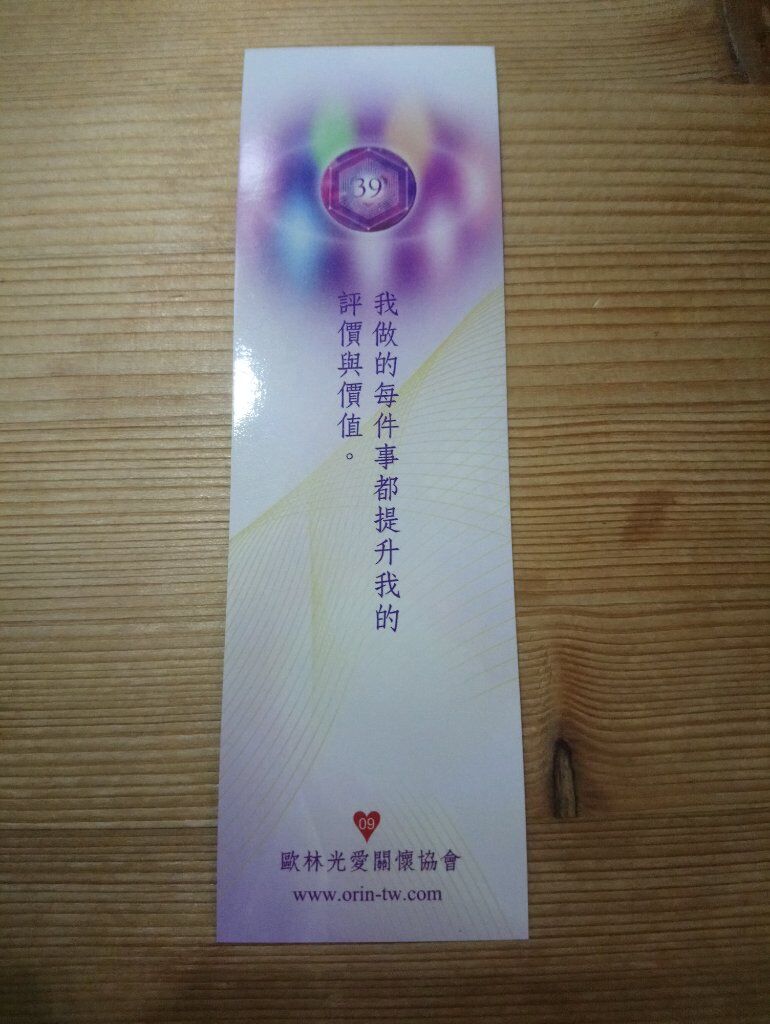 39
我做的每件事都提升我的
評價與價值。
09
歐林光愛關懷協會
www.orin-tw.com